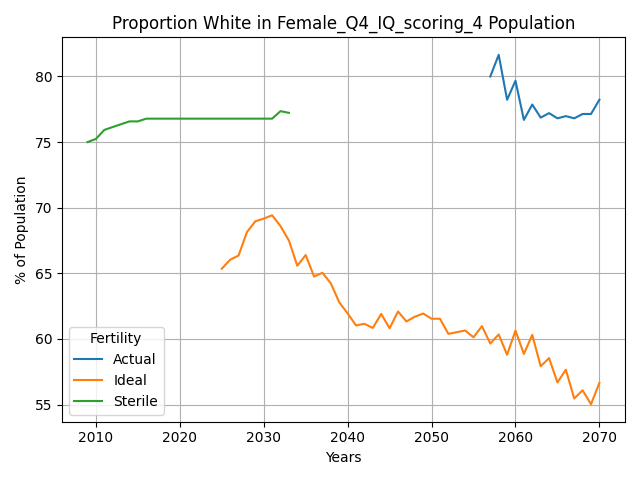 Proportion White in Female_Q4_IQ_scoring_4 Population
% of Population
80
75
70
65
60
55
Fertility
Actual
Ideal
Sterile
2010 2020 2030 2040 2050 2060 2070
Years